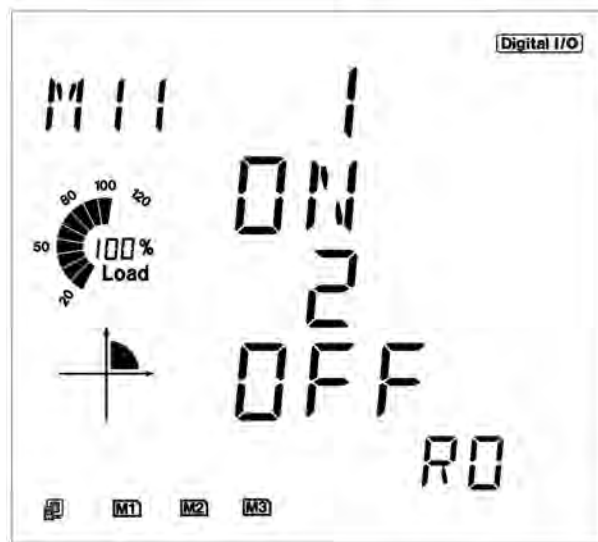 Digital I/O
M11 1
ON
80 100 120
50 100%
Load
20
2
OFF
RO
M1 M2 M3